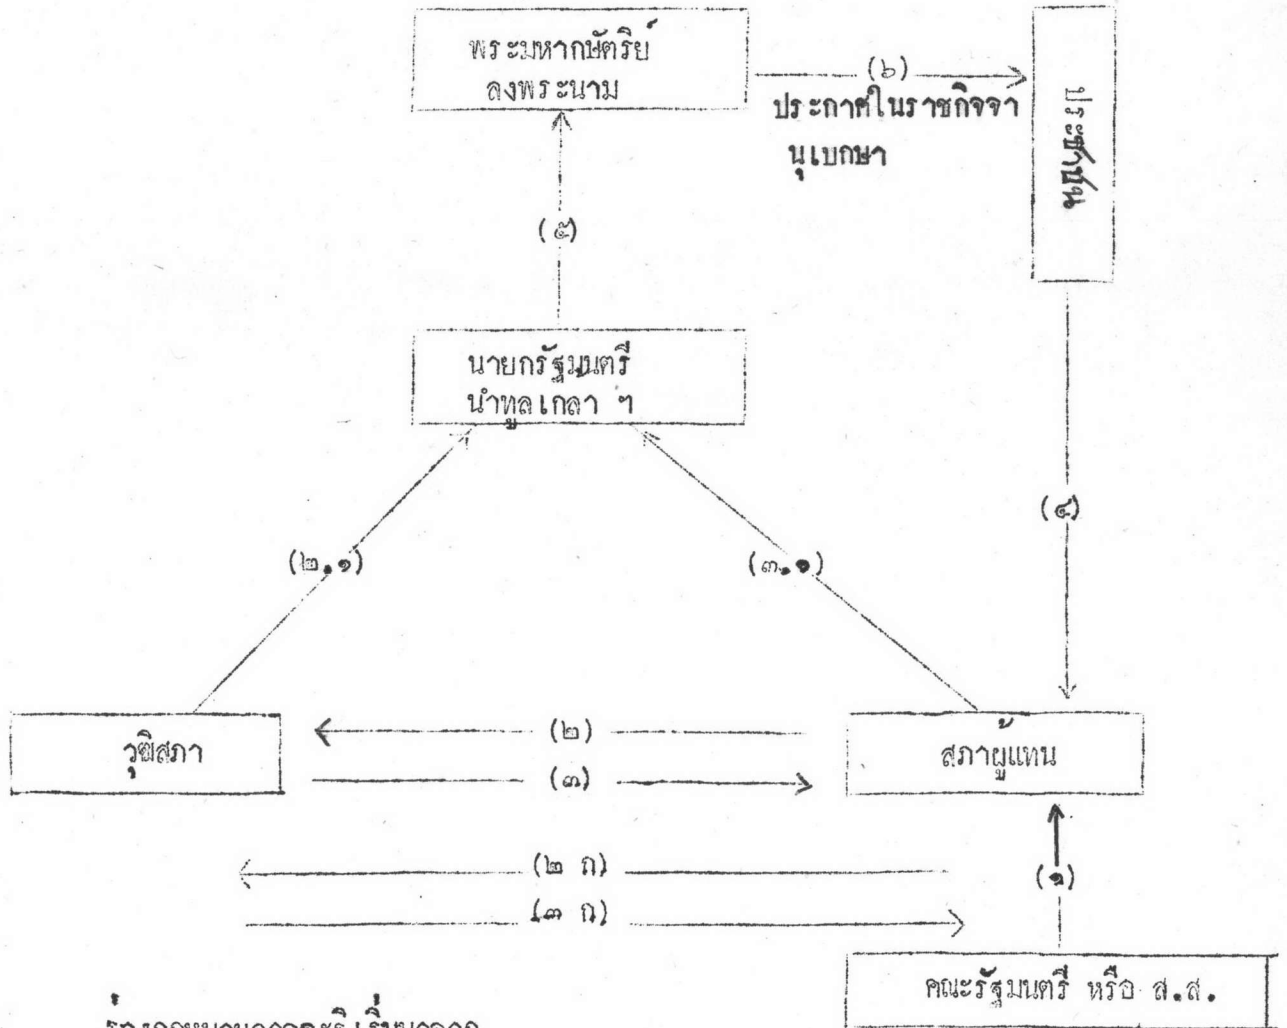 พระมหากษัตริย์
ลงพระนาม
(๖)
ประกาศในราชกิจจา
นุเบกษา
ประชาชน
(๕)
นายกรัฐมนตรี
นำทูลเกล้า ฯ
(๔)
(๒.๑)
(๓.๑)
วุฒิสภา
(๒)
(๓)
สภาผู้แทน
(๒ ก)
(๓ ก)
(๑)
คณะรัฐมนตรี หรือ ส.ส.